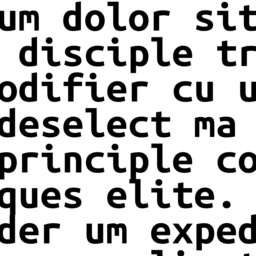 um dolor sit
disciple tr
odifier cu u
deselect ma
principle co
ques elite.
der um exped